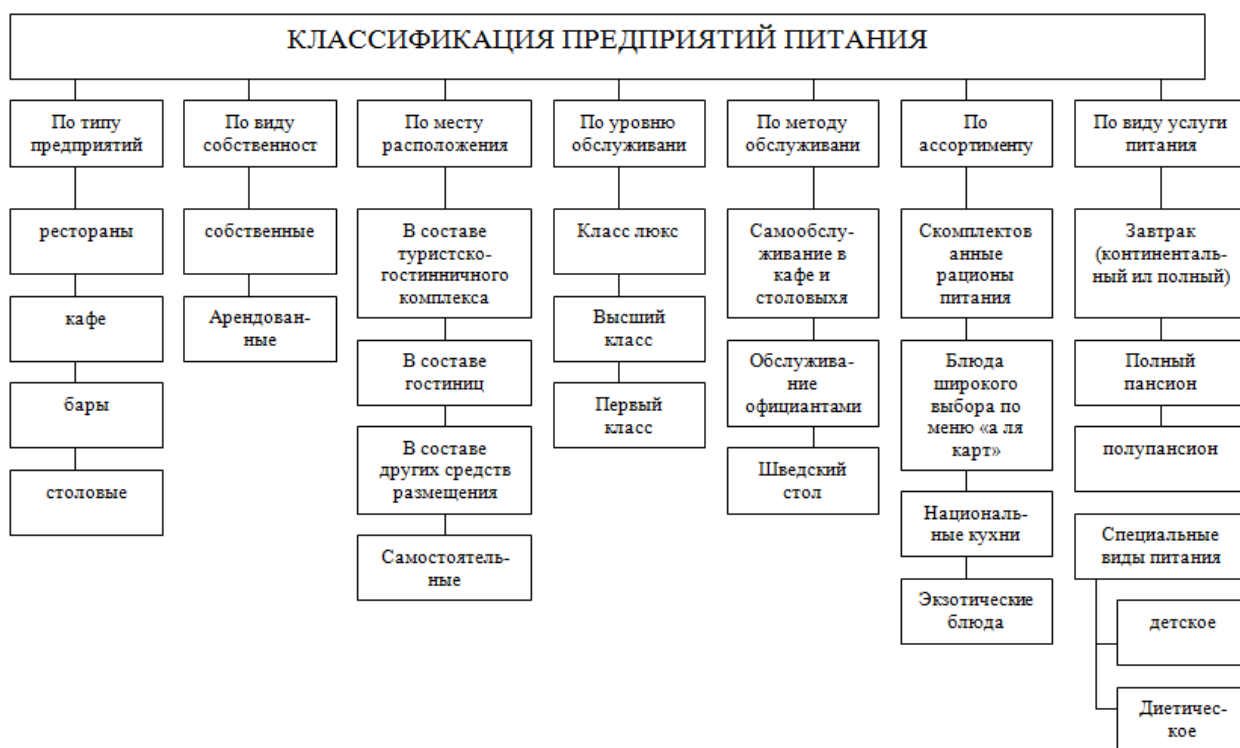 КЛАССИФИКАЦИЯ ПРЕДПРИЯТИЙ ПИТАНИЯ
По типу
предприятий
рестораны
кафе
бары
столовые
По виду
собственност
собственные
Арендован-
ные
По месту
расположения
В составе
туристско-
гостинничного
комплекса
В составе
гостиниц
В составе
других средств
размещения
Самостоятель-
ные
По уровню
обслуживани
Класс люкс
Высший
класс
Первый
класс
По методу
обслуживани
Самообслу-
живание в
кафе и
столовыхя
Обслужива-
ние
официантами
Шведский
стол
По
ассортименту
Скомплектов
анные
рационы
питания
Блюда
широкого
выбора по
меню «а ля
карт»
Националь-
ные кухни
Экзотические
блюда
По виду услуги
питания
Завтрак
(континенталь-
ный ил полный)
Полный
пансион
полупансион
Специальные
виды питания
детское
Диетичес-
кое